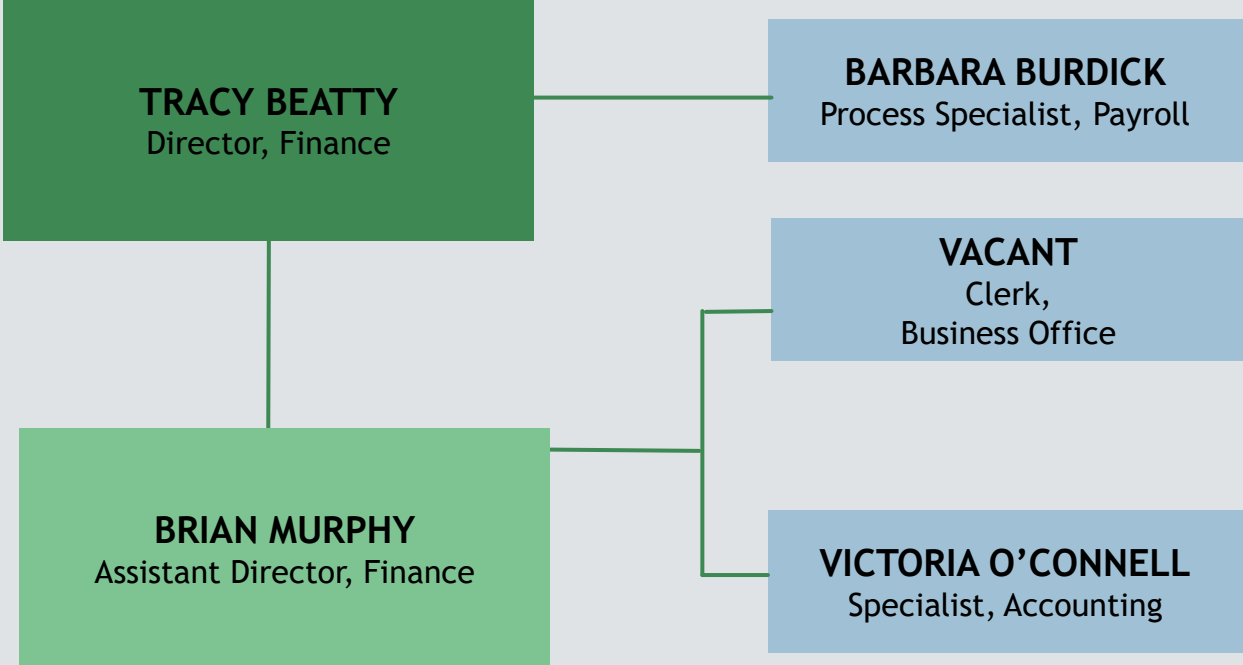 TRACY BEATTY
Director, Finance
BARBARA BURDICK
Process Specialist, Payroll
VACANT
Clerk,
Business Office
BRIAN MURPHY
Assistant Director, Finance
VICTORIA O’CONNELL
Specialist, Accounting